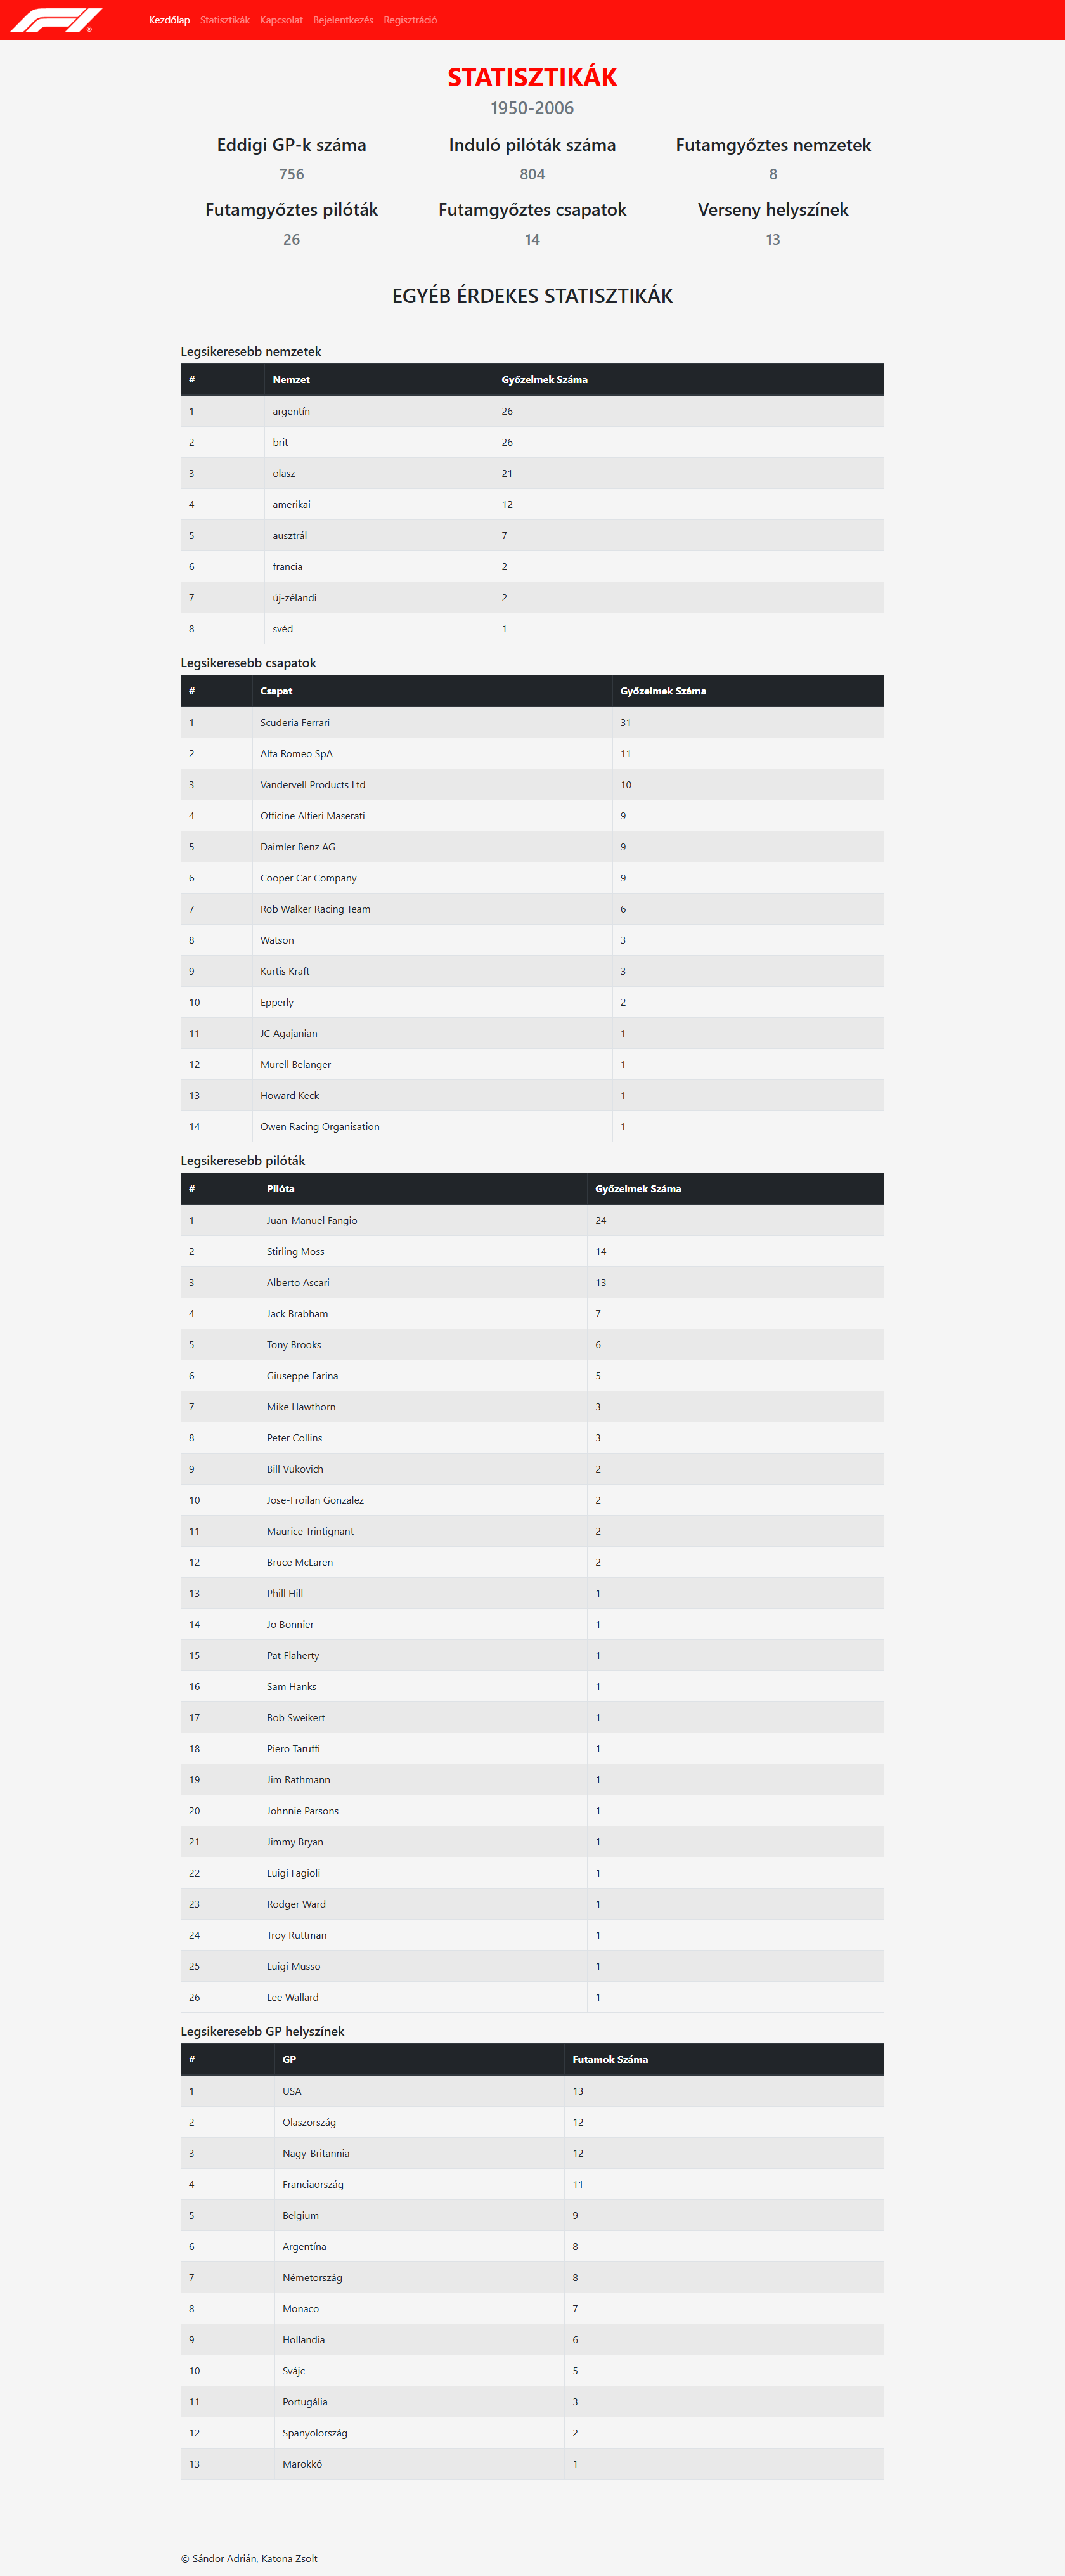 Kezdőlap Statisztikák Kapcsolat Bejelentkezés Regisztráció
STATISZTIKÁK
1950-2006
Eddigi GP-k száma Induló pilóták száma Futamgyőztes nemzetek
756 804 8
Futamgyőztes pilóták Futamgyőztes csapatok Verseny helyszínek
26 14 13
EGYÉB ÉRDEKES STATISZTIKÁK
Legsikeresebb nemzetek
# Nemzet Győzelmek Száma
1 argentín 26
2 brit 26
3 olasz 21
4 amerikai 12
5 ausztrál 7
6 francia 2
7 új-zélandi 2
8 svéd 1
Legsikeresebb csapatok
# Csapat Győzelmek Száma
1 Scuderia Ferrari 31
2 Alfa Romeo SpA 11
3 Vandervell Products Ltd 10
4 Officine Alfieri Maserati 9
5 Daimler Benz AG 9
6 Cooper Car Company 9
7 Rob Walker Racing Team 6
8 Watson 3
9 Kurtis Kraft 3
10 Epperly 2
11 JC Agajanian 1
12 Murell Belanger 1
13 Howard Keck 1
14 Owen Racing Organisation 1
Legsikeresebb pilóták
# Pilóta Győzelmek Száma
1 Juan-Manuel Fangio 24
2 Stirling Moss 14
3 Alberto Ascari 13
4 Jack Brabham 7
5 Tony Brooks 6
6 Giuseppe Farina 5
7 Mike Hawthorn 3
8 Peter Collins 3
9 Bill Vukovich 2
10 Jose-Froilan Gonzalez 2
11 Maurice Trintignant 2
12 Bruce McLaren 2
13 Phill Hill 1
14 Jo Bonnier 1
15 Pat Flaherty 1
16 Sam Hanks 1
17 Bob Sweikert 1
18 Piero Taruffi 1
19 Jim Rathmann 1
20 Johnnie Parsons 1
21 Jimmy Bryan 1
22 Luigi Fagioli 1
23 Rodger Ward 1
24 Troy Ruttman 1
25 Luigi Musso 1
26 Lee Wallard 1
Legsikeresebb GP helyszínek
# GP Futamok Száma
1 USA 13
2 Olaszország 12
3 Nagy-Britannia 12
4 Franciaország 11
5 Belgium 9
6 Argentína 8
7 Németország 8
8 Monaco 7
9 Hollandia 6
10 Svájc 5
11 Portugália 3
12 Spanyolország 2
13 Marokkó 1
© Sándor Adrián, Katona Zsolt